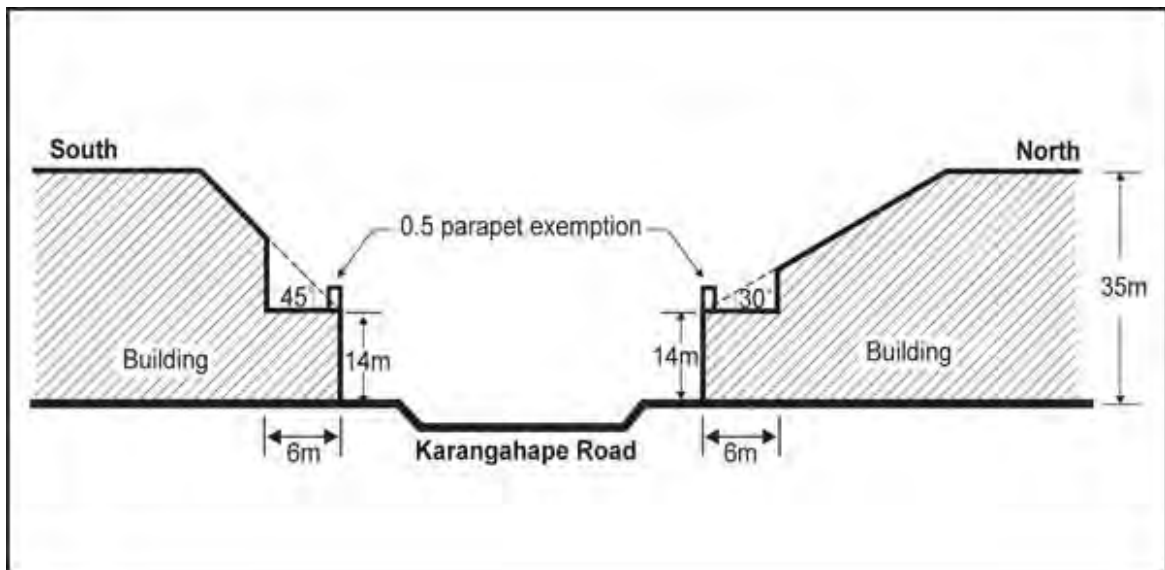 South
North
0.5 parapet exemption
45°
30°
35m
Building
14m
14m
Building
6m
Karangahape Road
6m